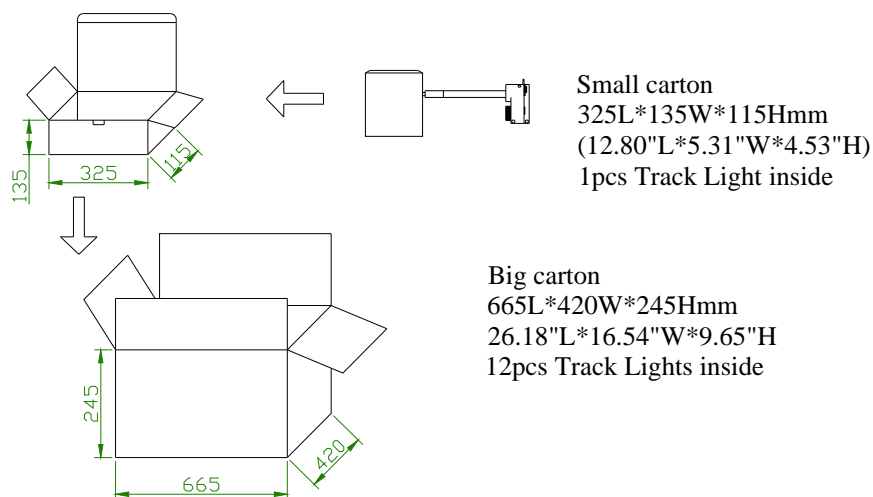 Small carton
325L*135W*115Hmm
(12.80"L*5.31"W*4.53"H)
1pcs Track Light inside
135
325
115
Big carton
665L*420W*245Hmm
26.18"L*16.54"W*9.65"H
12pcs Track Lights inside
245
420
665